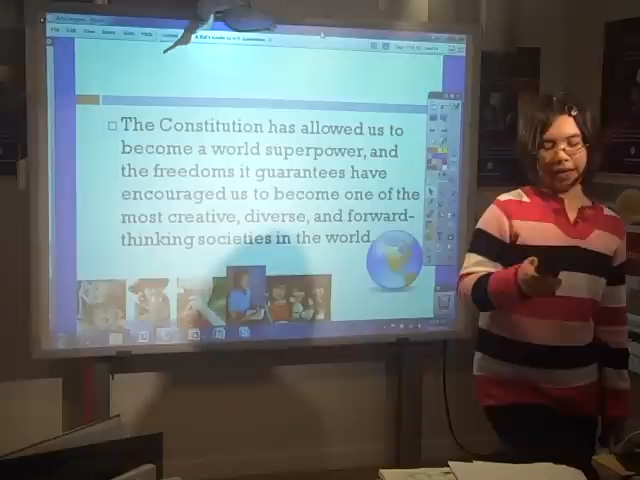 The Constitution has allowed us to
become a world superpower, and
the freedoms it guarantees have
encouraged us to become one of the
most creative, diverse, and forward-
thinking societies in the world.